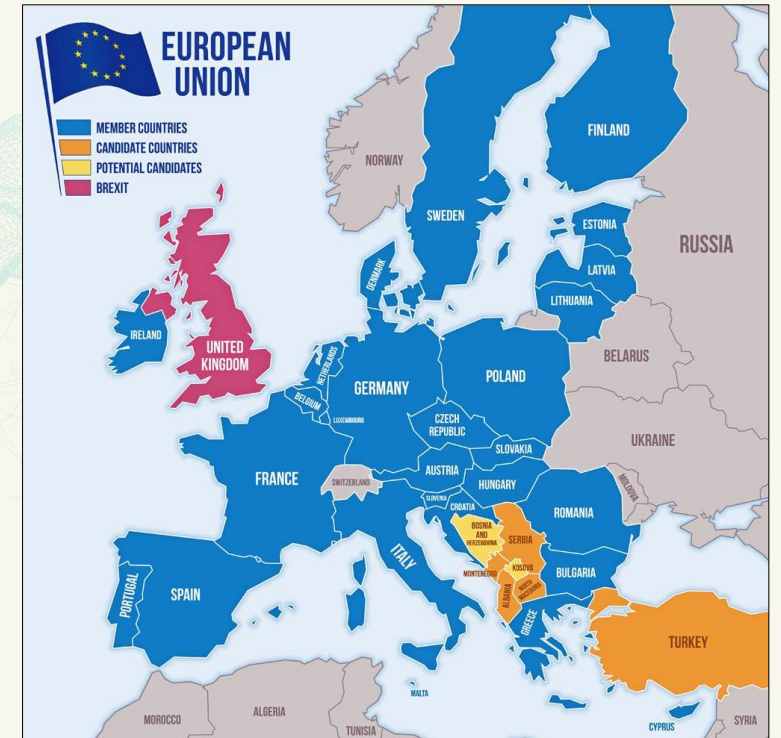 EUROPEAN
UNION
MEMBER COUNTRIES
CANDIDATE COUNTRIES
POTENTIAL CANDIDATES
BREXIT
FINLAND
NORWAY
SWEDEN
ESTONIA
RUSSIA
LATVIA
DENMARK
LITHUANIA
IRELAND
UNITED
KINGDOM
BELARUS
NETHERLANDS
GERMANY
POLAND
BELGIUM
LUXEMBOURG
CZECH
REPUBLIC
UKRAINE
SLOVAKIA
FRANCE
SWITZERLAND
AUSTRIA
HUNGARY
MOLDOVA
SLOVENIA
CROATIA
ROMANIA
BOSNIA
AND
HERZEGOVINA
SERBIA
ITALY
MONTENEGRO
KOSOVO
BULGARIA
PORTUGAL
SPAIN
ALBANIA
NORTH
MACEDONIA
GREECE
TURKEY
MALTA
MOROCCO
ALGERIA
TUNISIA
CYPRUS
SYRIA